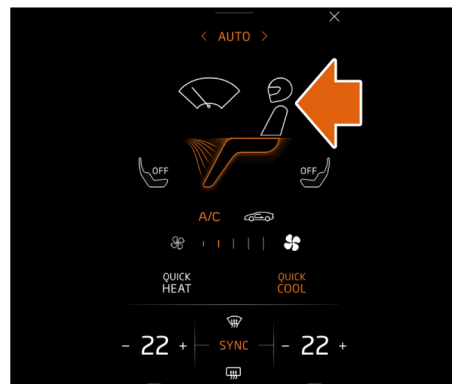 < AUTO >
OFF
OFF
A/C
QUICK
HEAT
QUICK
COOL
- 22 + SYNC - 22 +